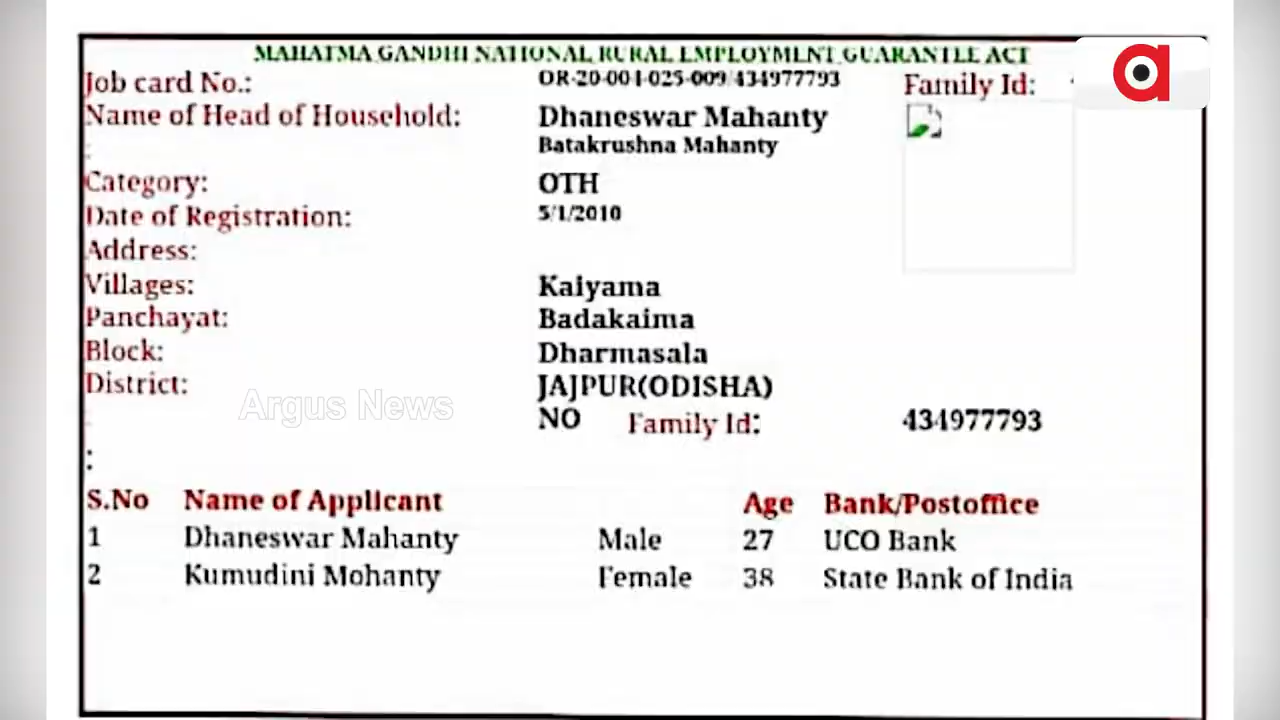 MAHATMA GANDHI NATIONAL RURAL EMPLOYMENT GUARANTEE ACT
Job card No.: OR-20-004-025-009/434977793 Family Id:
Name of Head of Household: Dhaneswar Mahanty
: Batakrushna Mahanty
Category: OTH
Date of Registration: 5/1/2010
Address:
Villages: Kaiyama
Panchayat: Badakaima
Block: Dharmasala
District: JAJPUR(ODISHA)
: NO Family Id: 434977793
:
S.No Name of Applicant Age Bank/Postoffice
1 Dhaneswar Mahanty Male 27 UCO Bank
2 Kumudini Mohanty Female 38 State Bank of India
Argus News
a